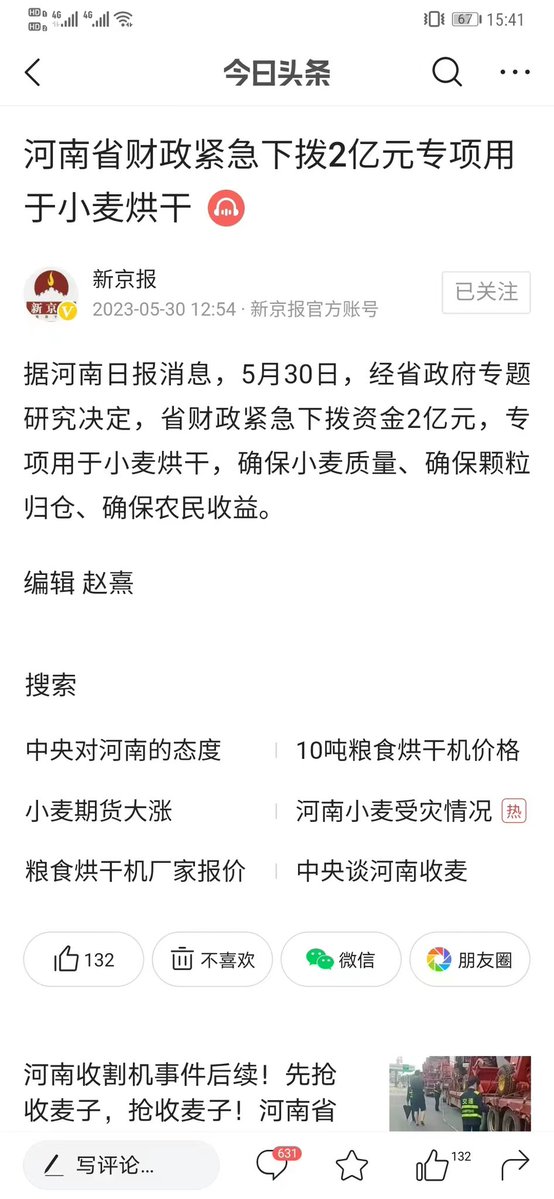 HD 4G 4G 67 15:41
HD 2
今日头条
河南省财政紧急下拨2亿元专项用
于小麦烘干
新京报
2023-05-30 12:54 · 新京报官方账号
已关注
据河南日报消息，5月30日，经省政府专题
研究决定，省财政紧急下拨资金2亿元，专
项用于小麦烘干，确保小麦质量、确保颗粒
归仓、确保农民收益。
编辑 赵熹
搜索
中央对河南的态度
10吨粮食烘干机价格
小麦期货大涨
河南小麦受灾情况 热
粮食烘干机厂家报价
中央谈河南收麦
132
不喜欢
微信
朋友圈
河南收割机事件后续！先抢
收麦子，抢收麦子！河南省
写评论...
631
132